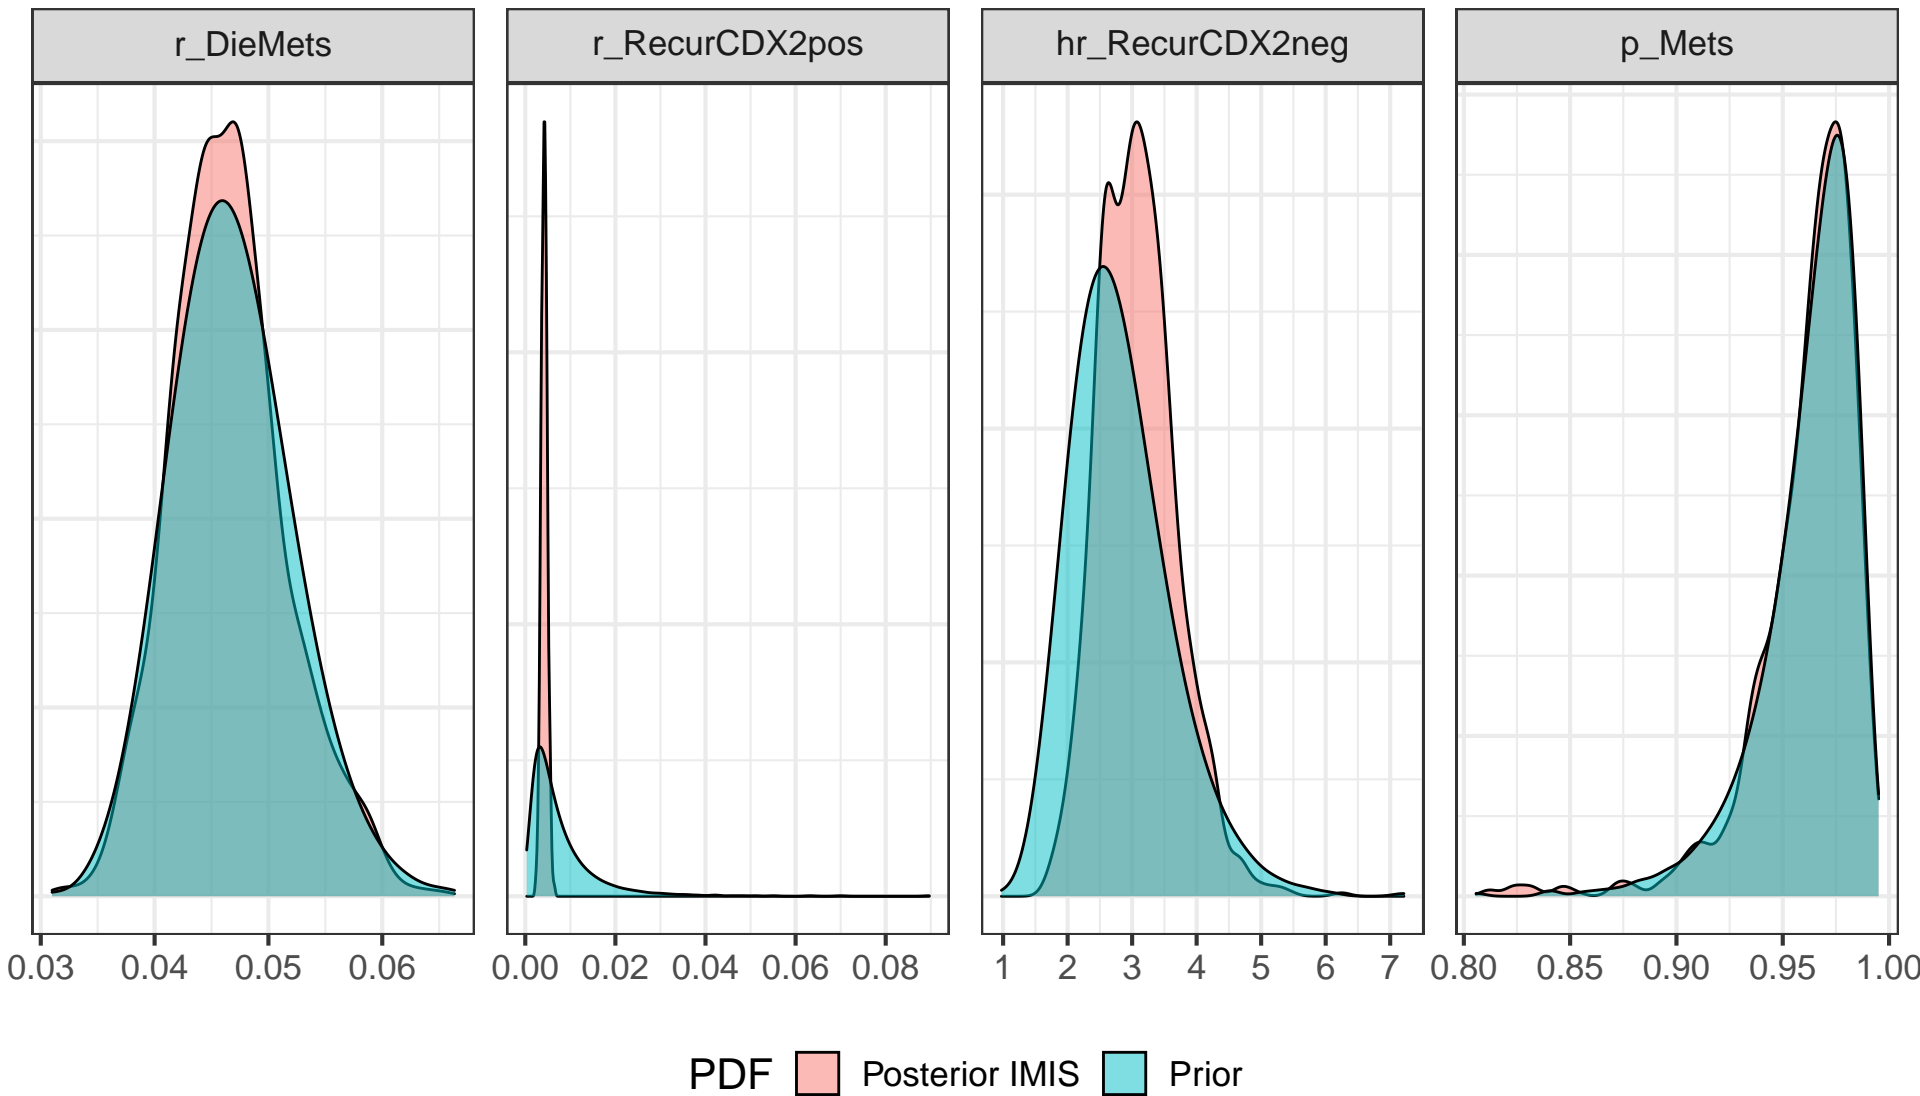 r_DieMets r_RecurCDX2pos hr_RecurCDX2neg p_Mets
0.03 0.04 0.05 0.06 0.00 0.02 0.04 0.06 0.08 1 2 3 4 5 6 7 0.80 0.85 0.90 0.95 1.00
PDF Posterior IMIS Prior